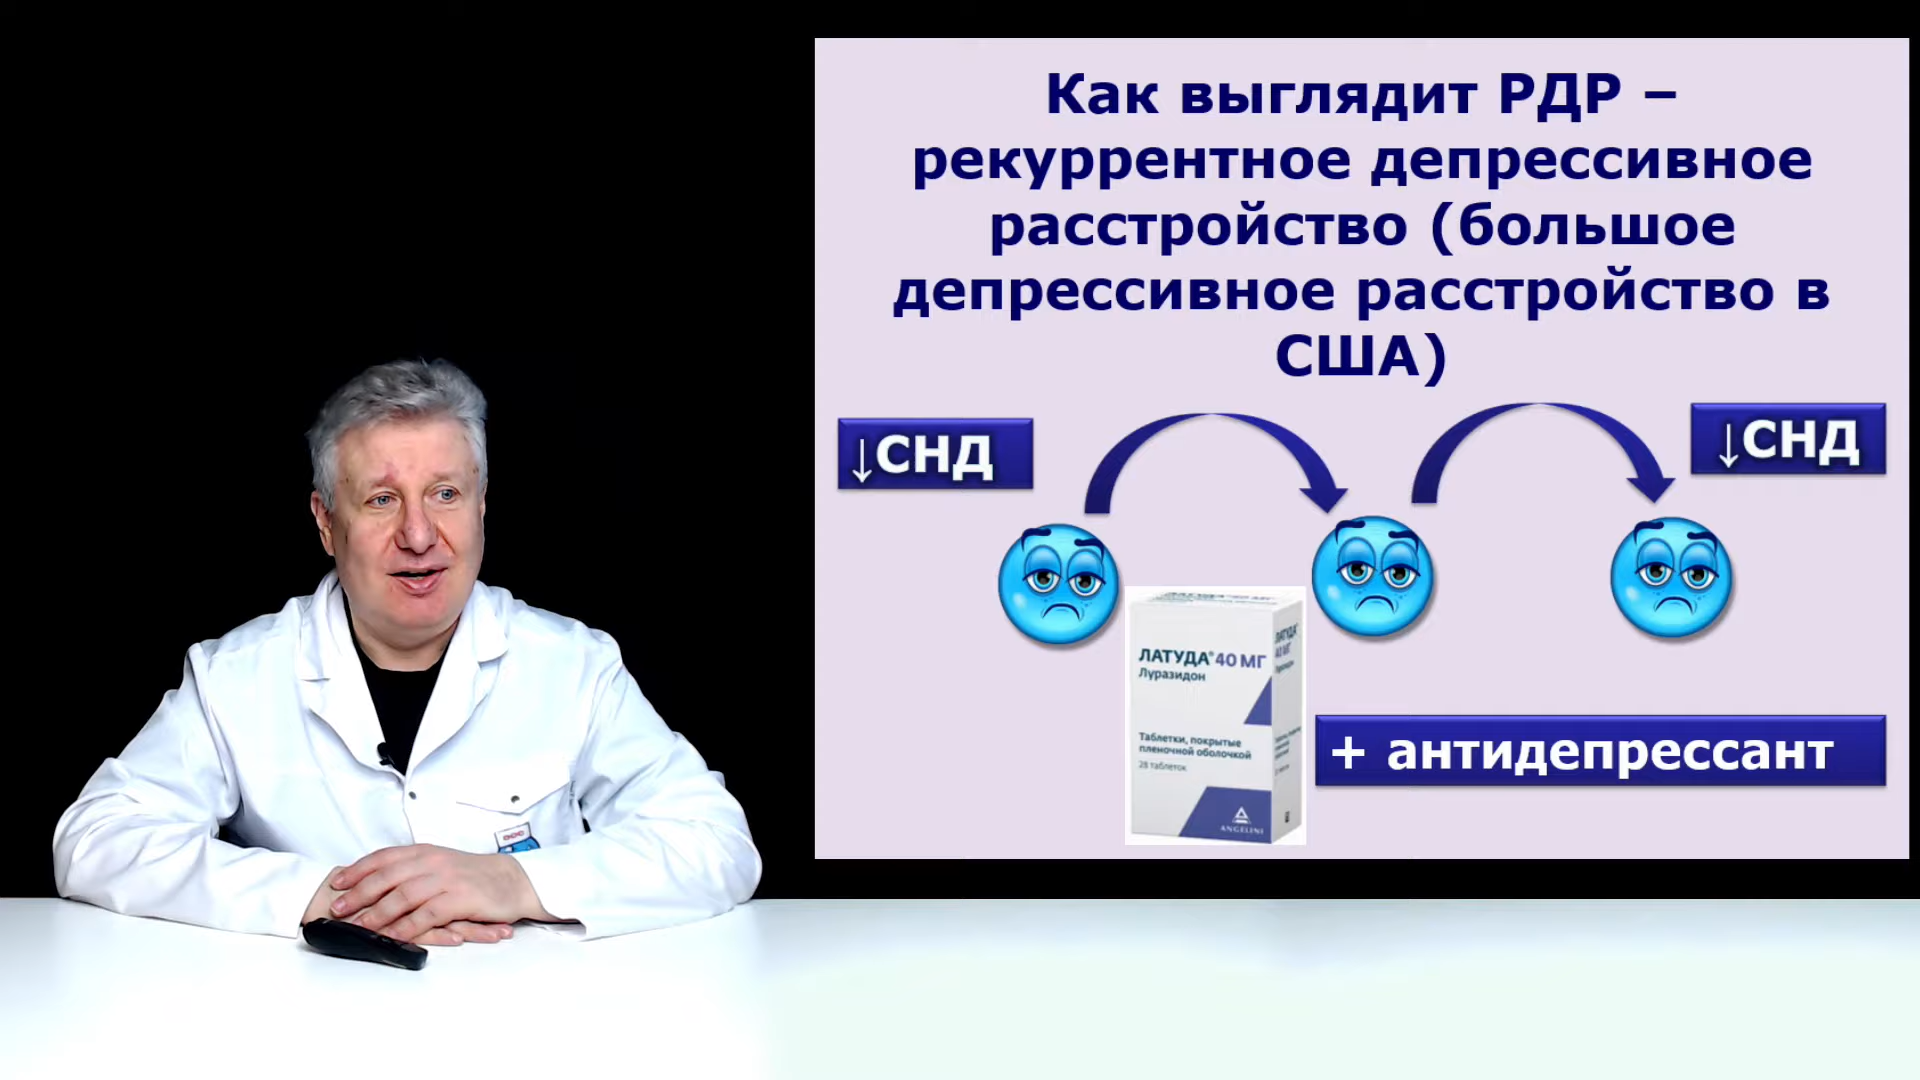 Как выглядит РДР –
рекуррентное депрессивное
расстройство (большое
депрессивное расстройство в
США)
↓СНД
↓СНД
ЛАТУДА® 40 МГ
Луразидон
Таблетки, покрытые
пленочной оболочкой
28 таблеток
ANGELINI
+ антидепрессант